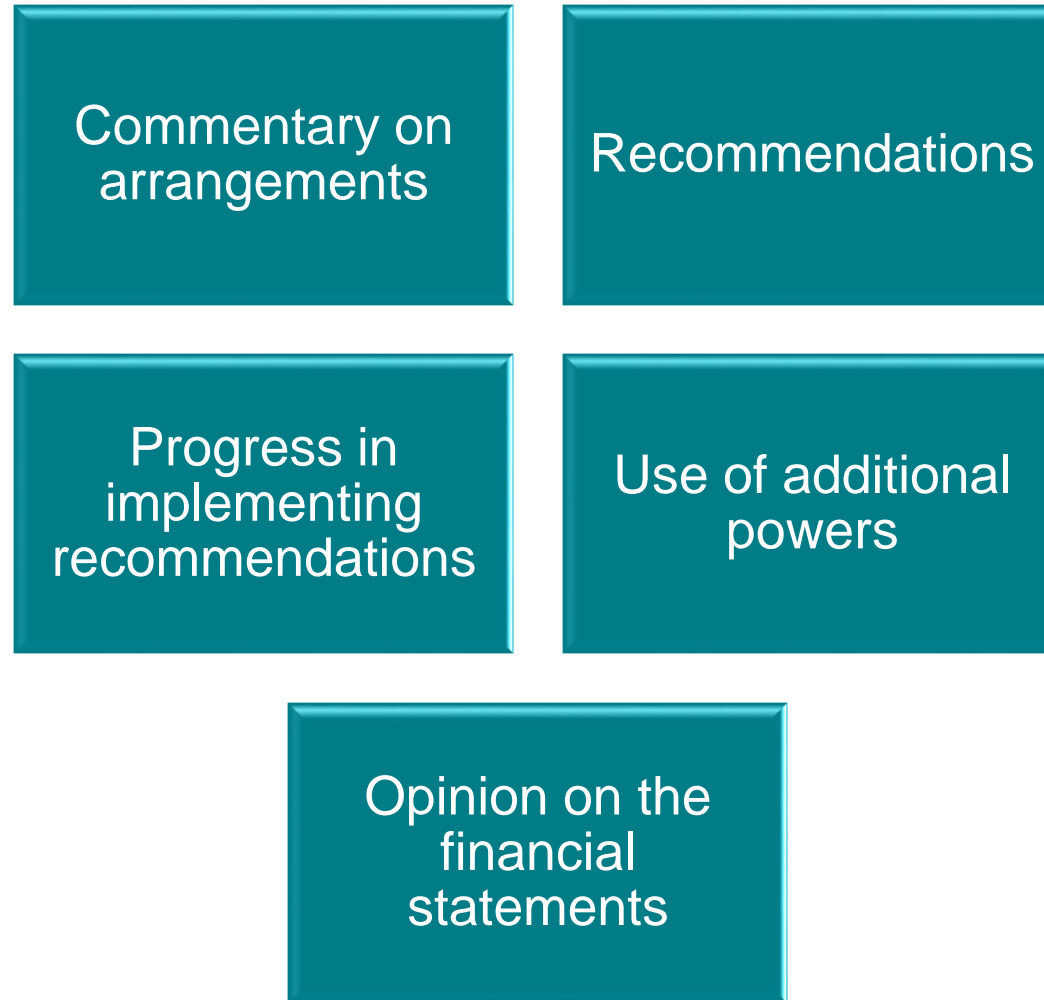 Commentary on
arrangements
Recommendations
Progress in
implementing
recommendations
Use of additional
powers
Opinion on the
financial
statements